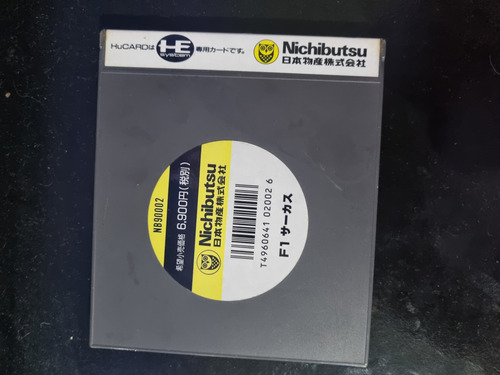 HuCARDは HE SYSTEM 専用カードです。
Nichibutsu
日本物産株式会社
NB90002
希望小売価格 6,900円(税別)
Nichibutsu
日本物産株式会社
T4960641 02002 6
F1 サーカス